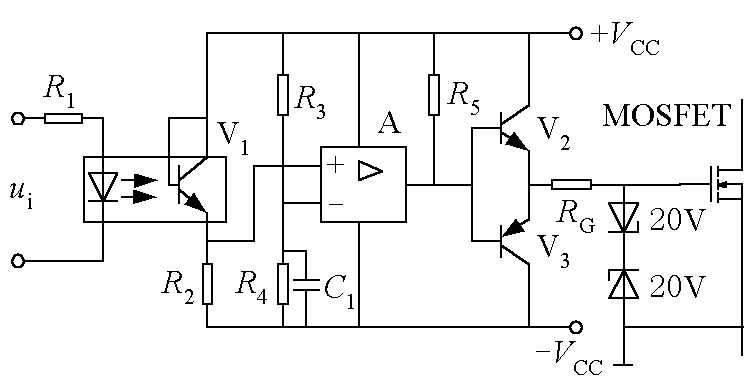 +V_CC
R_1
R_3
R_5
MOSFET
V_1
A
V_2
u_i
+
−
R_G
20V
V_3
R_2
R_4
C_1
20V
−V_CC